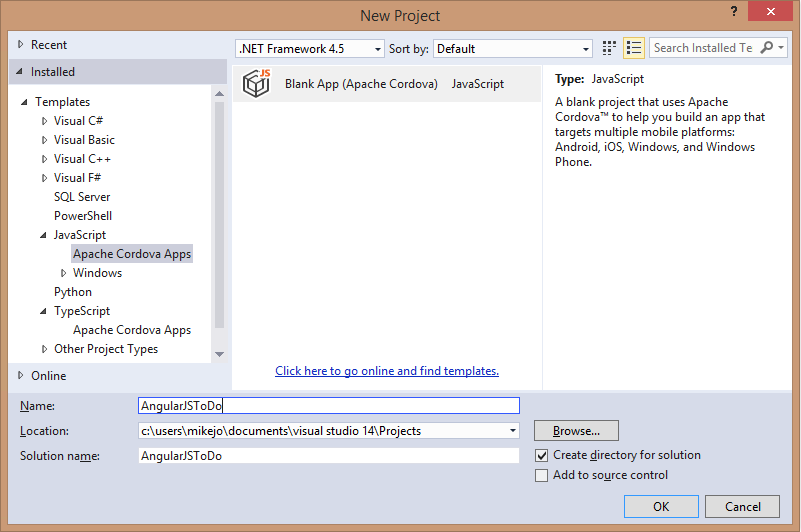 New Project
?
Recent
Installed
Templates
Visual C#
Visual Basic
Visual C++
Visual F#
SQL Server
PowerShell
JavaScript
Apache Cordova Apps
Windows
Python
TypeScript
Apache Cordova Apps
Other Project Types
Online
.NET Framework 4.5
Sort by: Default
Search Installed Te
JS
Blank App (Apache Cordova) JavaScript
Click here to go online and find templates.
Type: JavaScript
A blank project that uses Apache
Cordova™ to help you build an app that
targets multiple mobile platforms:
Android, iOS, Windows, and Windows
Phone.
Name: AngularJSToDo
Location: c:\users\mikejo\documents\visual studio 14\Projects
Browse...
Solution name: AngularJSToDo
Create directory for solution
Add to source control
OK
Cancel